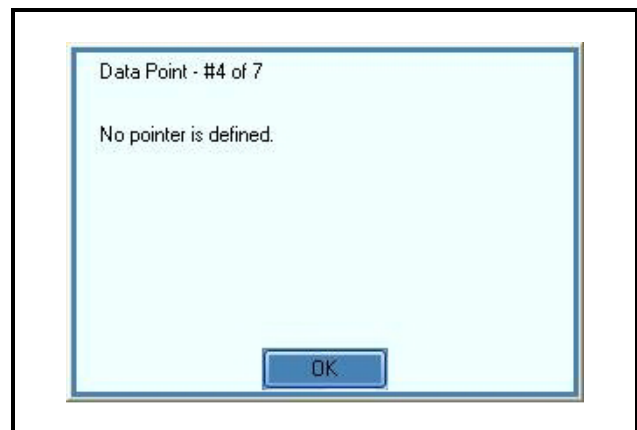 Data Point - #4 of 7
No pointer is defined.
OK